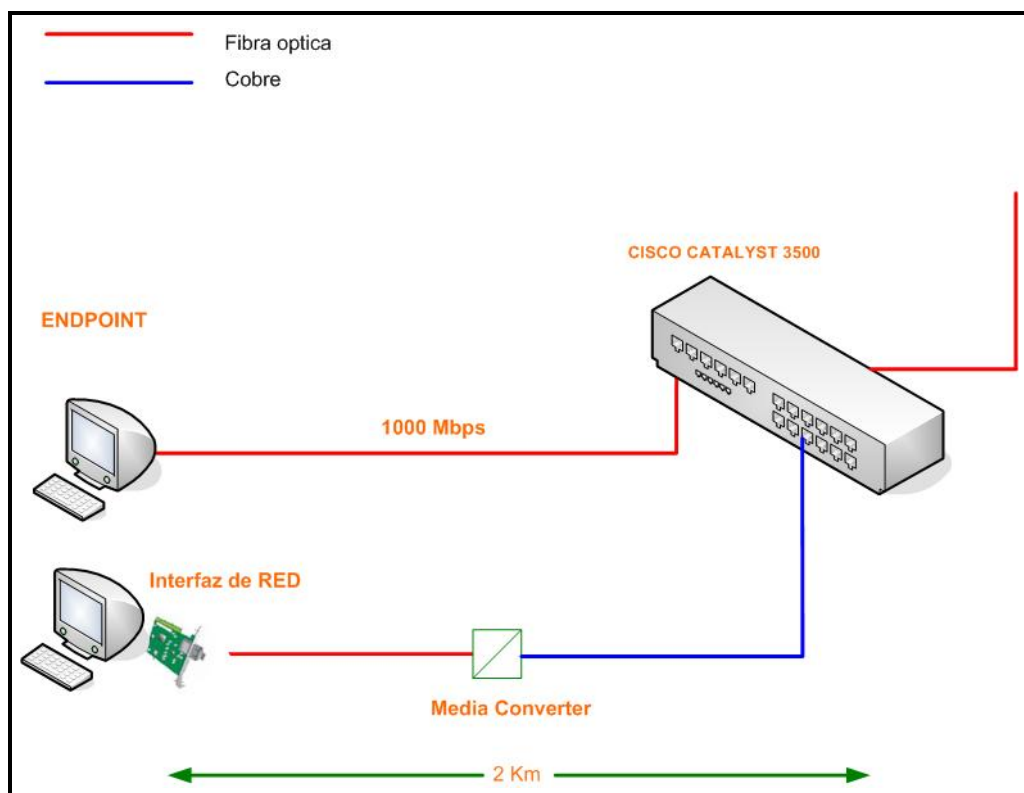 Fibra optica
Cobre
CISCO CATALYST 3500
ENDPOINT
1000 Mbps
Interfaz de RED
Media Converter
2 Km